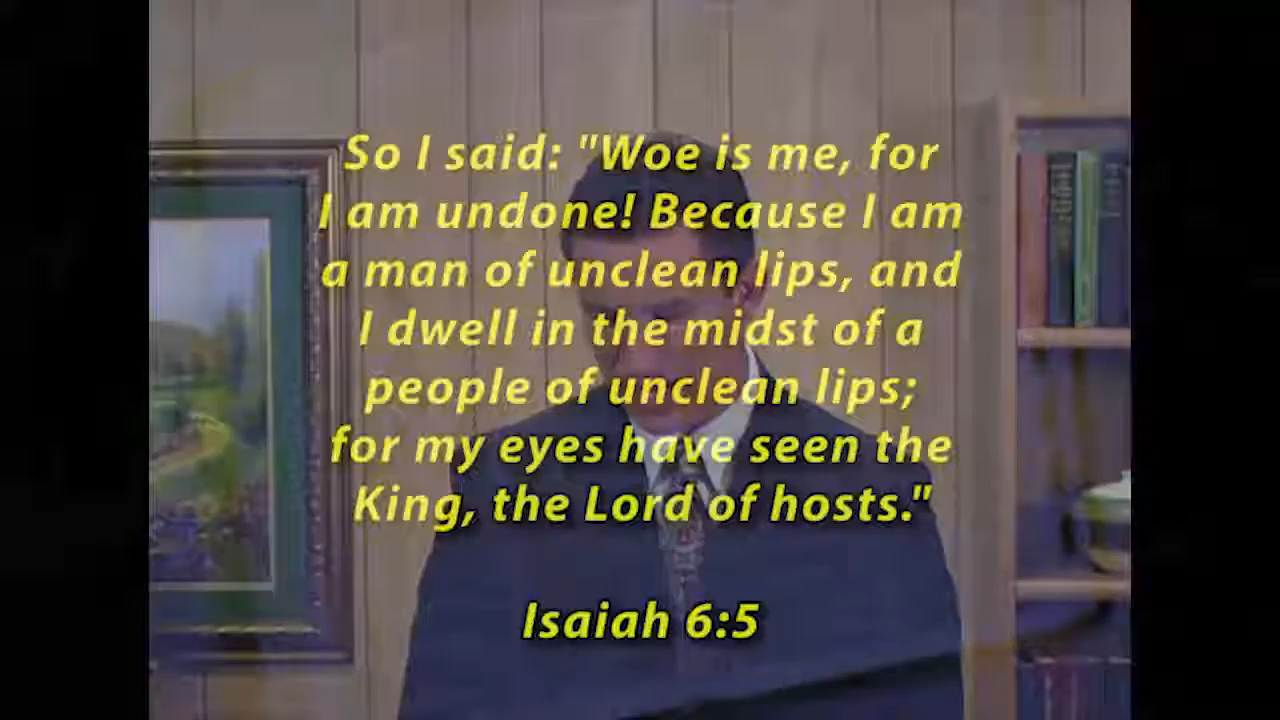 So I said: "Woe is me, for
I am undone! Because I am
a man of unclean lips, and
I dwell in the midst of a
people of unclean lips;
for my eyes have seen the
King, the Lord of hosts."
Isaiah 6:5